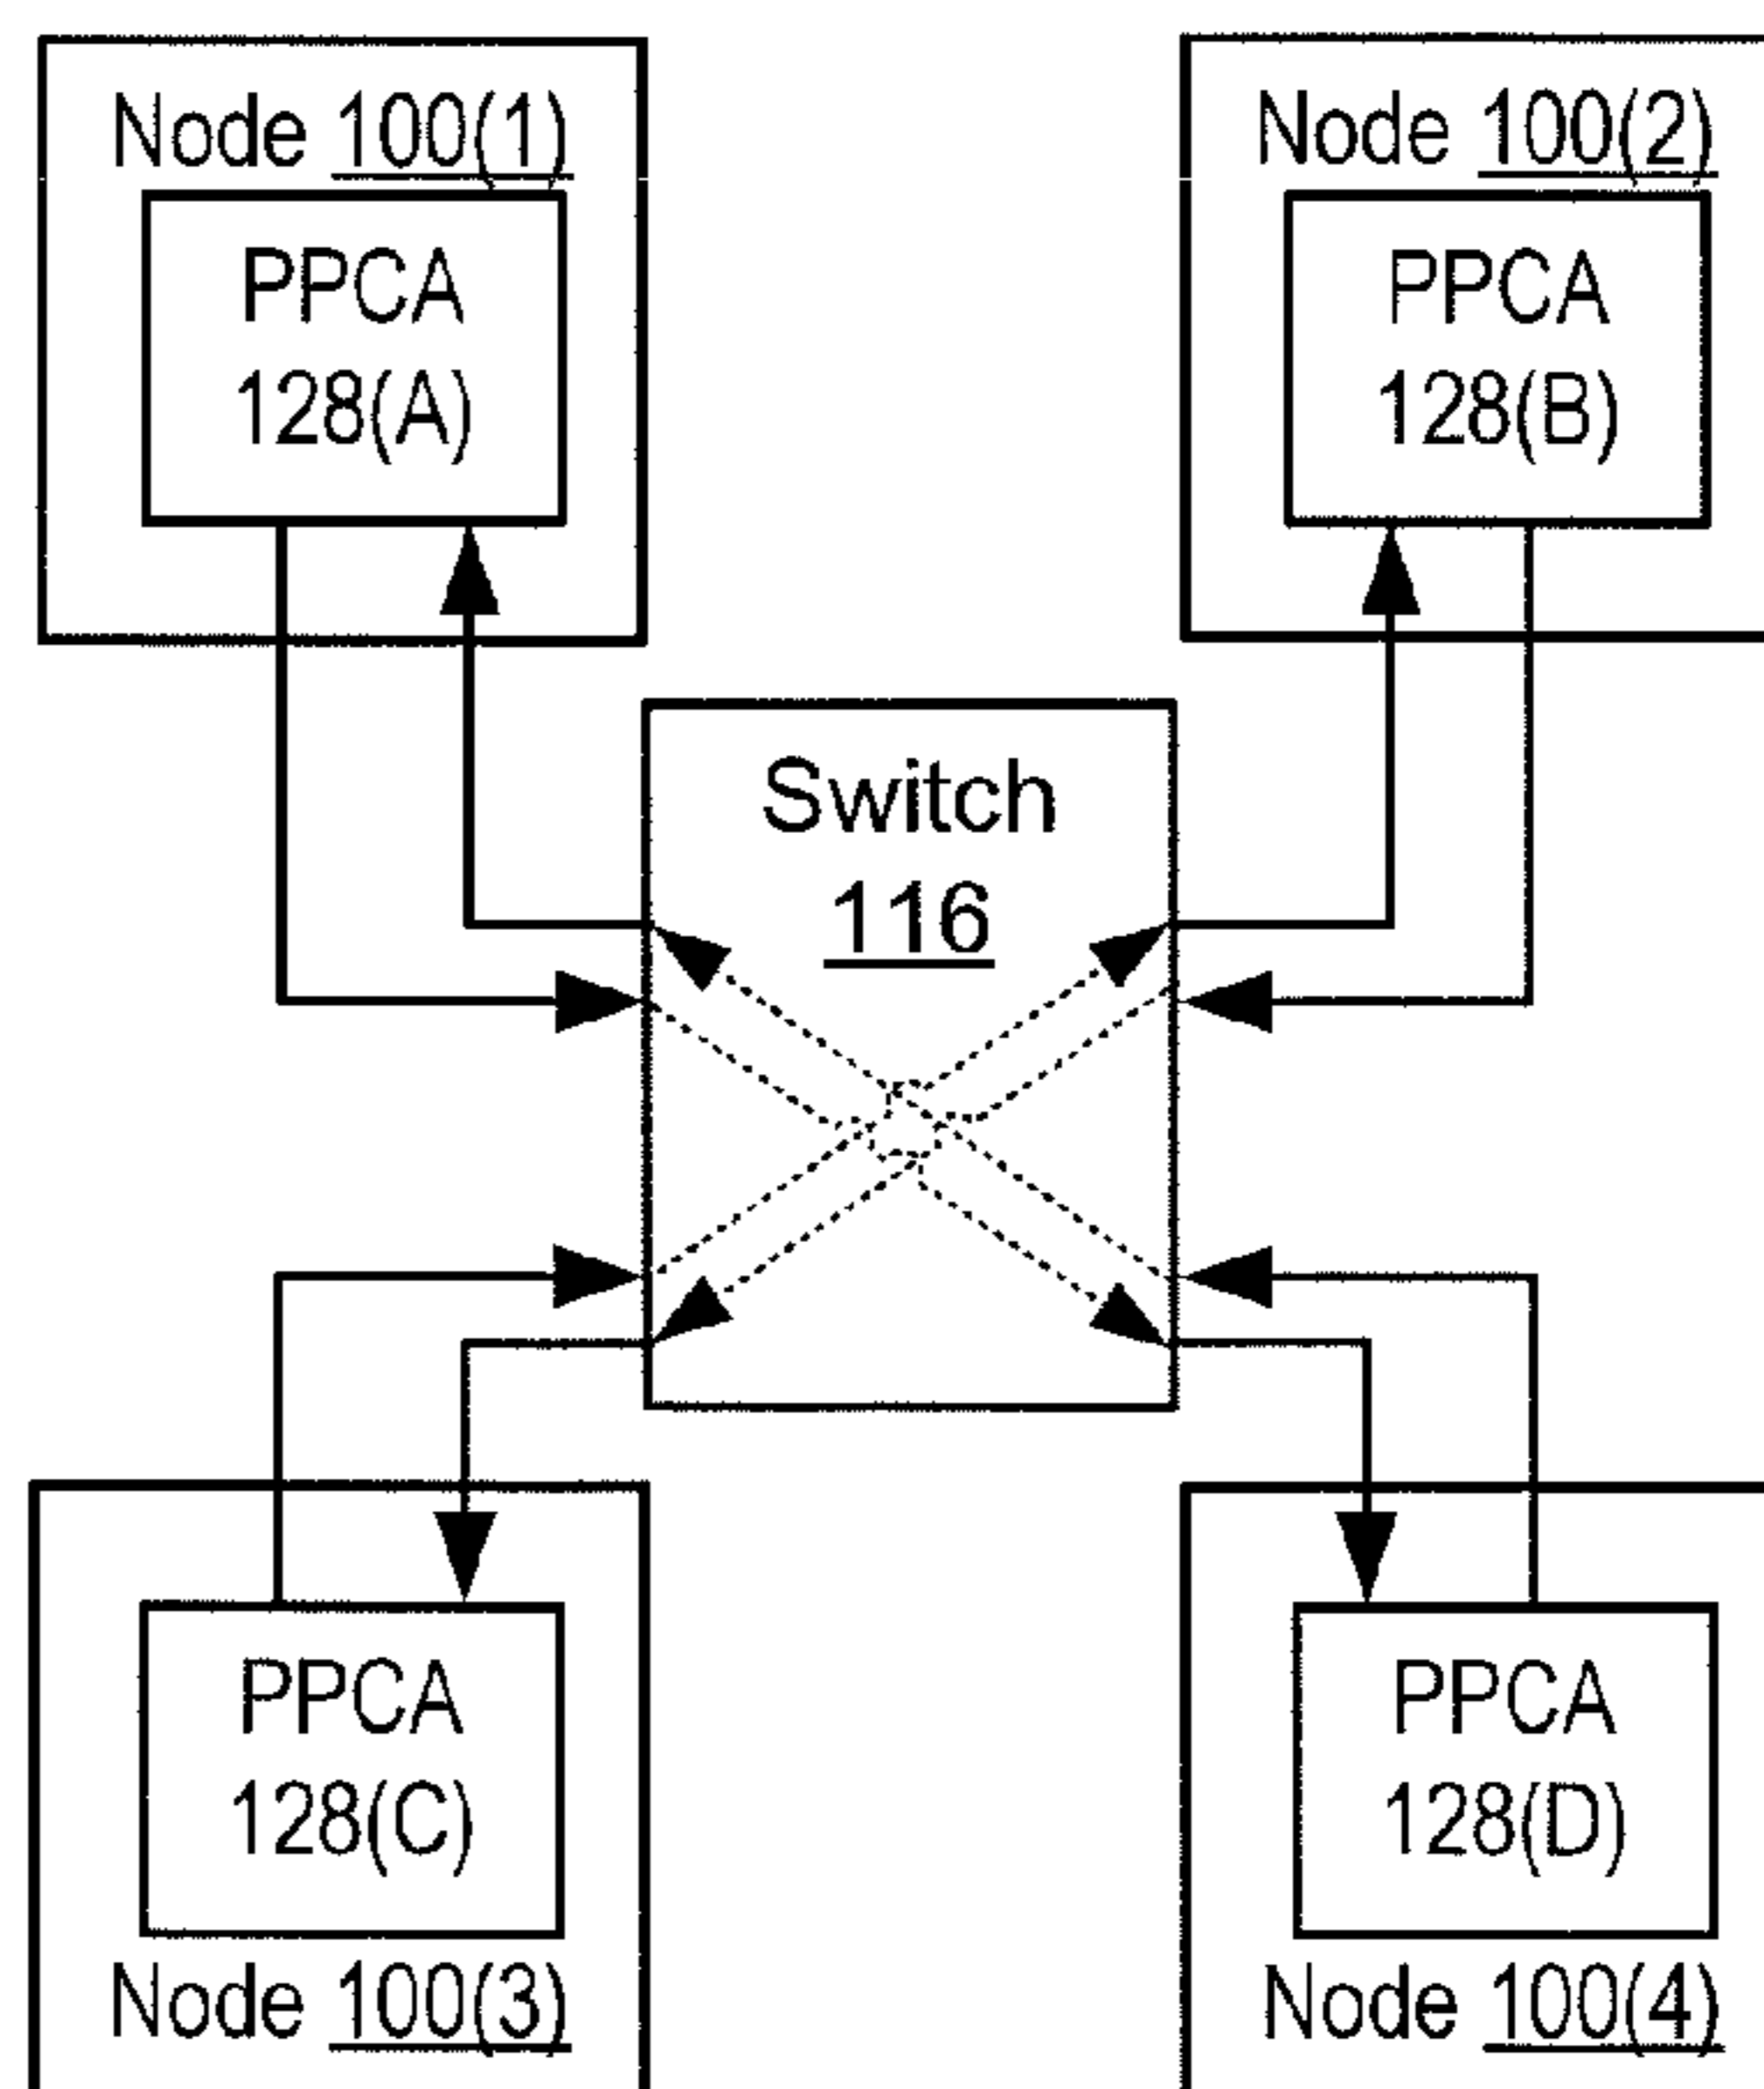 Node 100(1)
PPCA
128(A)
Node 100(2)
PPCA
128(B)
Switch
116
PPCA
128(C)
Node 100(3)
PPCA
128(D)
Node 100(4)